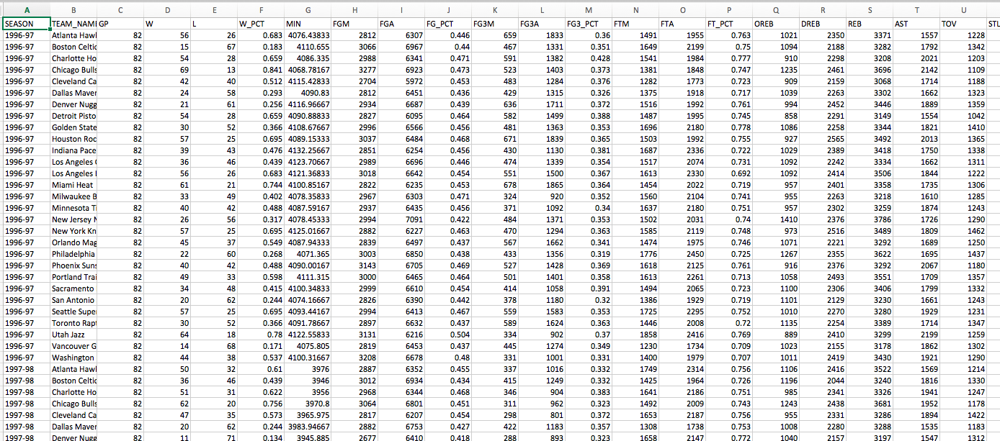 A B C D E F G H I J K L M N O P Q R S T U
SEASON TEAM_NAM GP W L W_PCT MIN FGM FGA FG_PCT FG3M FG3A FG3_PCT FTM FTA FT_PCT OREB DREB REB AST TOV STL
1996-97 Atlanta Hawl 82 56 26 0.683 4076.43833 2812 6307 0.446 659 1833 0.36 1491 1955 0.763 1021 2350 3371 1557 1228
1996-97 Boston Celtic 82 15 67 0.183 4110.655 3066 6967 0.44 467 1331 0.351 1649 2199 0.75 1094 2188 3282 1792 1342
1996-97 Charlotte Ho 82 54 28 0.659 4086.335 2988 6341 0.471 591 1382 0.428 1541 1984 0.777 910 2298 3208 2021 1203
1996-97 Chicago Bulls 82 69 13 0.841 4068.78167 3277 6923 0.473 523 1403 0.373 1381 1848 0.747 1235 2461 3696 2142 1109
1996-97 Cleveland Ca 82 42 40 0.512 4115.42833 2704 5972 0.453 483 1284 0.376 1282 1773 0.723 909 2159 3068 1714 1188
1996-97 Dallas Maver 82 24 58 0.293 4090.83 2812 6451 0.436 429 1315 0.326 1375 1918 0.717 1039 2263 3302 1662 1323
1996-97 Denver Nugg 82 21 61 0.256 4116.96667 2934 6687 0.439 636 1711 0.372 1516 1992 0.761 994 2452 3446 1889 1359
1996-97 Detroit Pisto 82 54 28 0.659 4090.88833 2827 6095 0.464 582 1499 0.388 1487 1995 0.745 858 2291 3149 1554 1042
1996-97 Golden State 82 30 52 0.366 4108.67667 2996 6566 0.456 481 1363 0.353 1696 2180 0.778 1086 2258 3344 1821 1410
1996-97 Houston Roc 82 57 25 0.695 4089.15333 3037 6484 0.468 671 1839 0.365 1503 1992 0.755 927 2565 3492 2013 1365
1996-97 Indiana Pace 82 39 43 0.476 4132.25667 2851 6254 0.456 430 1130 0.381 1687 2336 0.722 1029 2389 3418 1750 1338
1996-97 Los Angeles 82 36 46 0.439 4123.70667 2989 6696 0.446 474 1339 0.354 1517 2074 0.731 1092 2242 3334 1662 1311
1996-97 Los Angeles 82 56 26 0.683 4121.36833 3018 6642 0.454 551 1500 0.367 1613 2330 0.692 1092 2414 3506 1844 1222
1996-97 Miami Heat 82 61 21 0.744 4100.85167 2822 6235 0.453 678 1865 0.364 1454 2022 0.719 957 2401 3358 1735 1306
1996-97 Milwaukee B 82 33 49 0.402 4078.35833 2967 6303 0.471 324 920 0.352 1560 2104 0.741 955 2263 3218 1610 1285
1996-97 Minnesota Ti 82 40 42 0.488 4087.59167 2937 6435 0.456 371 1092 0.34 1637 2180 0.751 957 2302 3259 1874 1243
1996-97 New Jersey N 82 26 56 0.317 4078.45333 2994 7091 0.422 484 1371 0.353 1502 2031 0.74 1410 2376 3786 1726 1290
1996-97 New York Kn 82 57 25 0.695 4125.01667 2882 6227 0.463 470 1294 0.363 1585 2119 0.748 973 2516 3489 1809 1462
1996-97 Orlando Mag 82 45 37 0.549 4087.94333 2839 6497 0.437 567 1662 0.341 1474 1975 0.746 1071 2221 3292 1689 1250
1996-97 Philadelphia 82 22 60 0.268 4071.365 3003 6850 0.438 433 1356 0.319 1776 2450 0.725 1267 2355 3622 1695 1437
1996-97 Phoenix Suns 82 40 42 0.488 4090.00167 3143 6705 0.469 527 1428 0.369 1618 2125 0.761 916 2376 3292 2067 1180
1996-97 Portland Trai 82 49 33 0.598 4111.315 3000 6465 0.464 501 1401 0.358 1613 2261 0.713 1058 2493 3551 1709 1357
1996-97 Sacramento 82 34 48 0.415 4100.34833 2999 6610 0.454 414 1058 0.391 1494 2065 0.723 1100 2306 3406 1799 1332
1996-97 San Antonio 82 20 62 0.244 4074.16667 2826 6390 0.442 378 1180 0.32 1386 1929 0.719 1101 2129 3230 1661 1243
1996-97 Seattle Super 82 57 25 0.695 4093.44167 2994 6413 0.467 559 1583 0.353 1725 2295 0.752 1010 2270 3280 1929 1231
1996-97 Toronto Rapt 82 30 52 0.366 4091.78667 2897 6632 0.437 589 1624 0.363 1446 2008 0.72 1135 2254 3389 1714 1347
1996-97 Utah Jazz 82 64 18 0.78 4122.55833 3131 6216 0.504 334 902 0.37 1858 2416 0.769 889 2410 3299 2199 1259
1996-97 Vancouver G 82 14 68 0.171 4075.805 2819 6453 0.437 445 1274 0.349 1230 1734 0.709 1023 2155 3178 1862 1302
1996-97 Washington 82 44 38 0.537 4100.31667 3208 6678 0.48 331 1001 0.331 1400 1979 0.707 1011 2419 3430 1921 1290
1997-98 Atlanta Hawl 82 50 32 0.61 3976 2887 6352 0.455 337 1016 0.332 1749 2314 0.756 1106 2416 3522 1569 1214
1997-98 Boston Celtic 82 36 46 0.439 3946 3012 6934 0.434 415 1249 0.332 1425 1964 0.726 1196 2044 3240 1816 1330
1997-98 Charlotte Ho 82 51 31 0.622 3956 2968 6344 0.468 346 904 0.383 1641 2186 0.751 985 2341 3326 1941 1247
1997-98 Chicago Bulls 82 62 20 0.756 3970.8 3064 6801 0.451 311 962 0.323 1492 2009 0.743 1243 2438 3681 1952 1178
1997-98 Cleveland Ca 82 47 35 0.573 3965.975 2817 6207 0.454 298 801 0.372 1653 2187 0.756 955 2331 3286 1894 1422
1997-98 Dallas Maver 82 20 62 0.244 3983.94667 2882 6753 0.427 422 1183 0.357 1308 1738 0.753 1008 2280 3288 1535 1183
1997-98 Denver Nugg 82 11 71 0.134 3945.885 2677 6410 0.418 288 893 0.323 1658 2147 0.772 1040 2157 3197 1547 1312